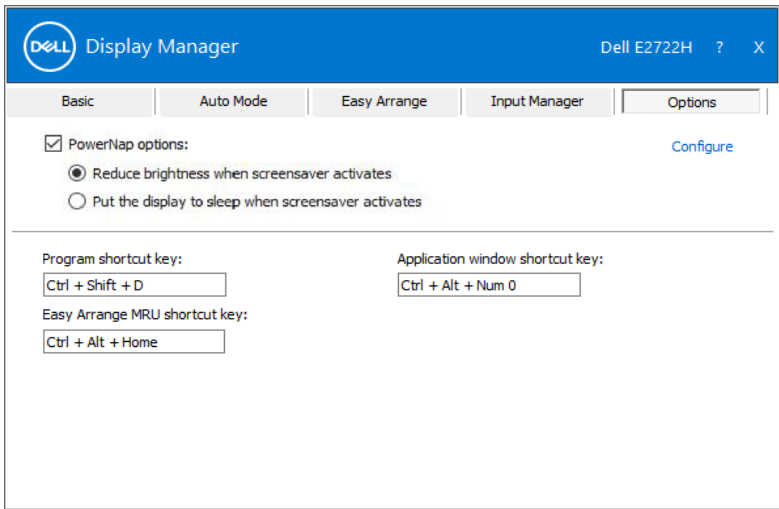 DELL Display Manager Dell E2722H ? X
Basic Auto Mode Easy Arrange Input Manager Options
PowerNap options: Configure
Reduce brightness when screensaver activates
Put the display to sleep when screensaver activates
Program shortcut key: Application window shortcut key:
Ctrl + Shift + D Ctrl + Alt + Num 0
Easy Arrange MRU shortcut key:
Ctrl + Alt + Home